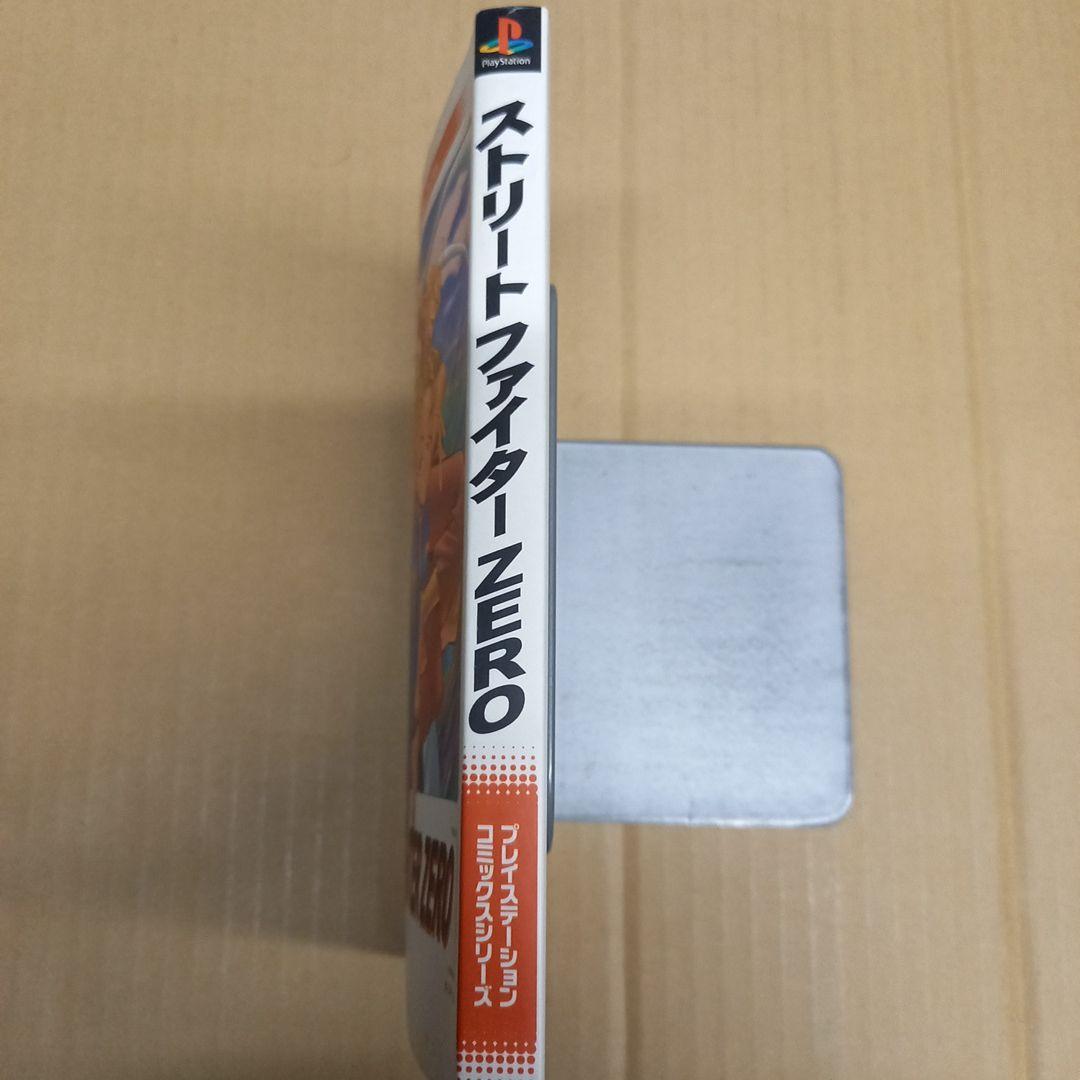 PlayStation
ストリートファイターZERO
プレイステーション
コミックスシリーズ
ZERO